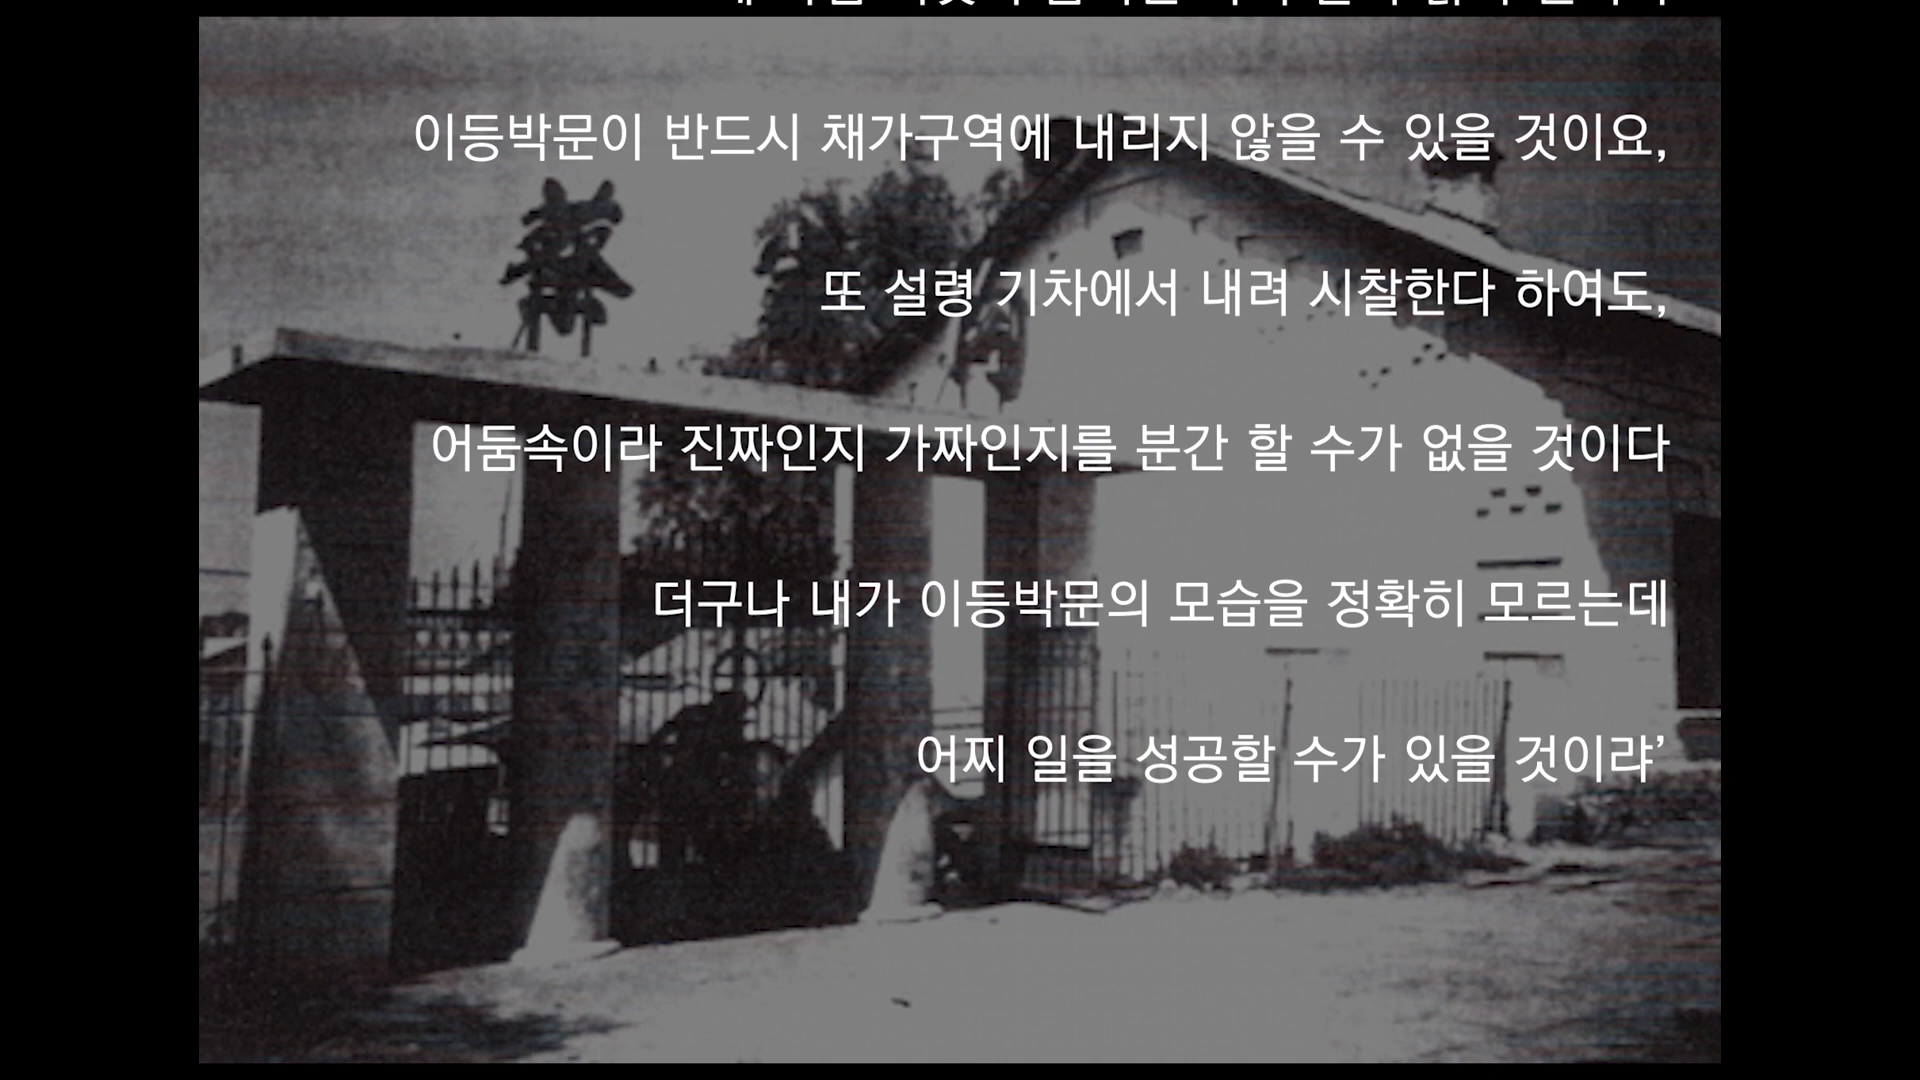 이등박문이 반드시 채가구역에 내리지 않을 수 있을 것이요,
또 설령 기차에서 내려 시찰한다 하여도,
어둠속이라 진짜인지 가짜인지를 분간 할 수가 없을 것이다
더구나 내가 이등박문의 모습을 정확히 모르는데
어찌 일을 성공할 수가 있을 것이랴’
蔡